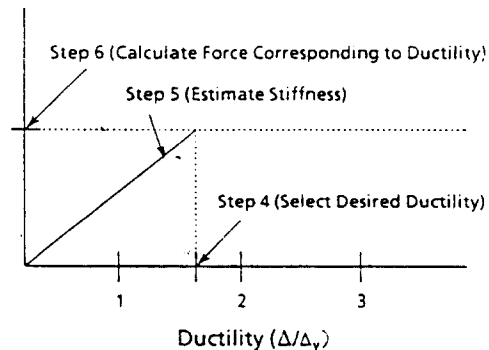 Step 6 (Calculate Force Corresponding to Ductility)
Step 5 (Estimate Stiffness)
Step 4 (Select Desired Ductility)
1 2 3
Ductility (Δ/Δy)